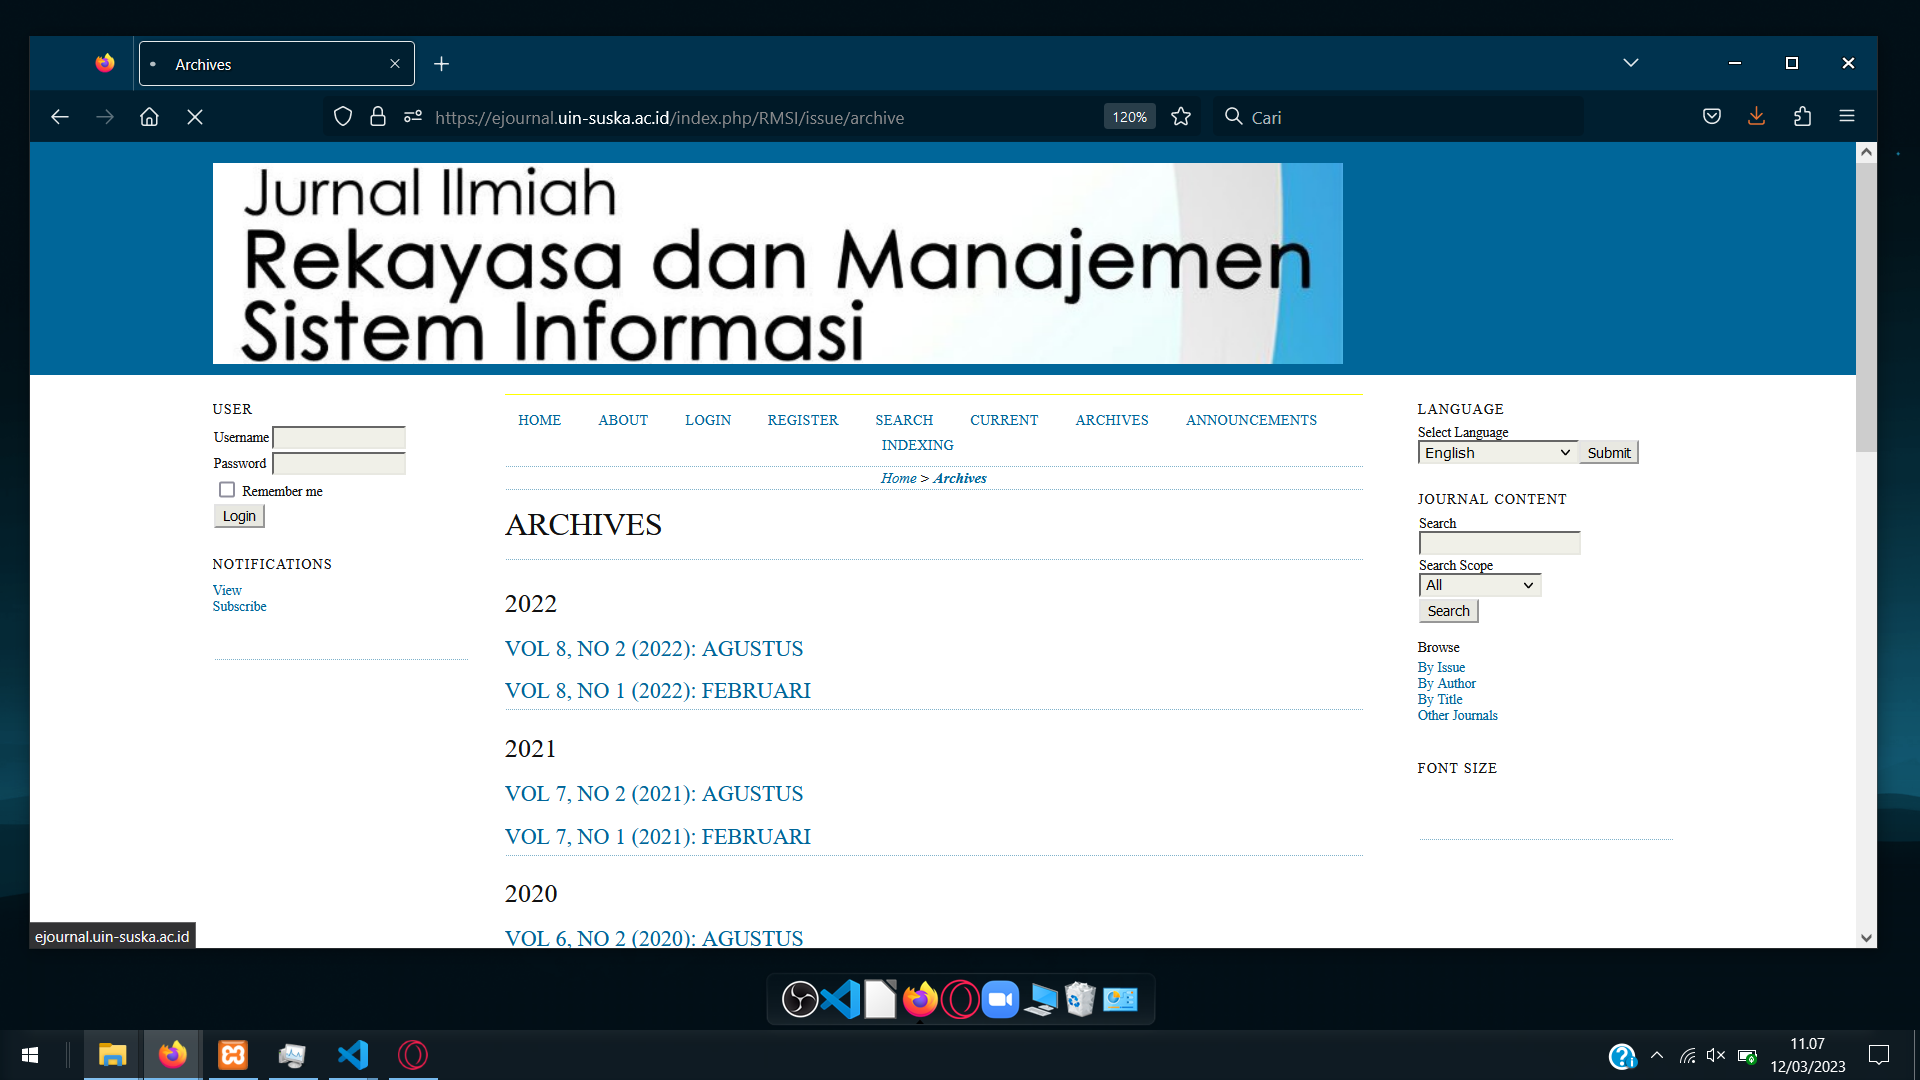 Archives
https://ejournal.uin-suska.ac.id/index.php/RMSI/issue/archive
120%
Cari
Jurnal Ilmiah
Rekayasa dan Manajemen
Sistem Informasi
USER
Username
Password
Remember me
Login
NOTIFICATIONS
View
Subscribe
HOME ABOUT LOGIN REGISTER SEARCH CURRENT ARCHIVES ANNOUNCEMENTS
INDEXING
Home > Archives
ARCHIVES
2022
VOL 8, NO 2 (2022): AGUSTUS
VOL 8, NO 1 (2022): FEBRUARI
2021
VOL 7, NO 2 (2021): AGUSTUS
VOL 7, NO 1 (2021): FEBRUARI
2020
VOL 6, NO 2 (2020): AGUSTUS
LANGUAGE
Select Language
English Submit
JOURNAL CONTENT
Search
Search Scope
All
Search
Browse
By Issue
By Author
By Title
Other Journals
FONT SIZE
ejournal.uin-suska.ac.id
11.07
12/03/2023